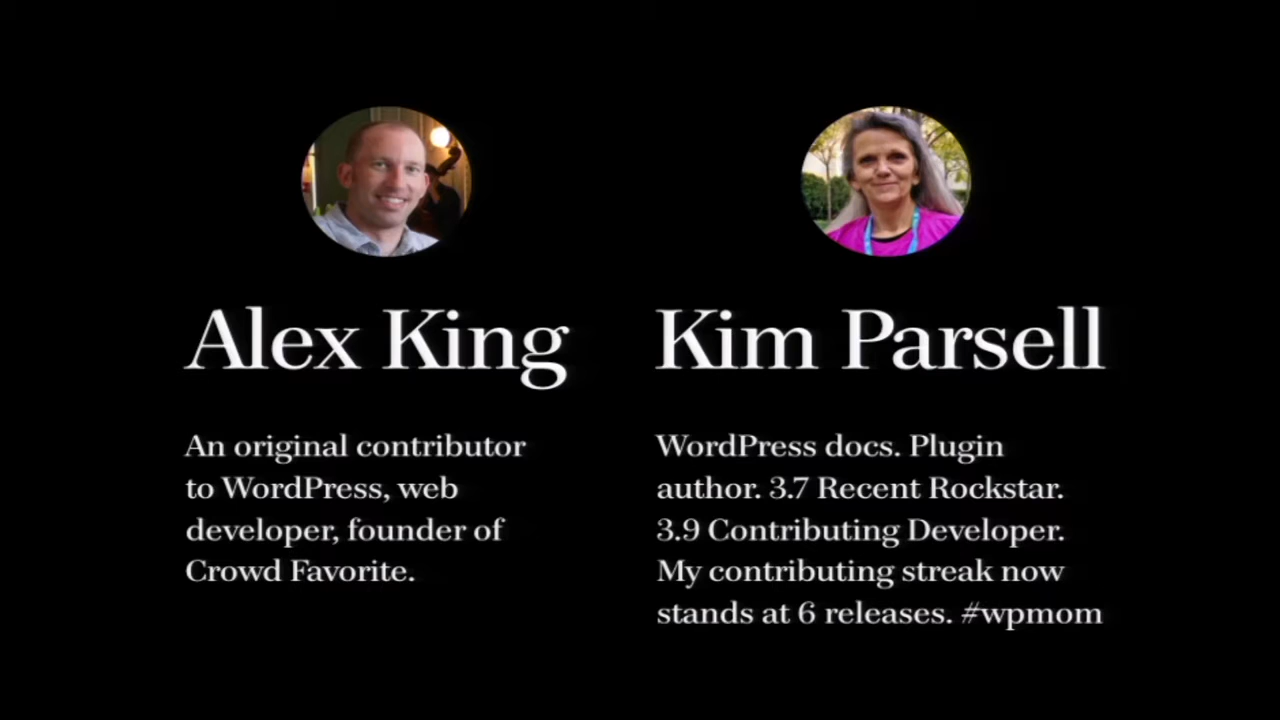 Alex King
An original contributor
to WordPress, web
developer, founder of
Crowd Favorite.
Kim Parsell
WordPress docs. Plugin
author. 3.7 Recent Rockstar.
3.9 Contributing Developer.
My contributing streak now
stands at 6 releases. #wpmom